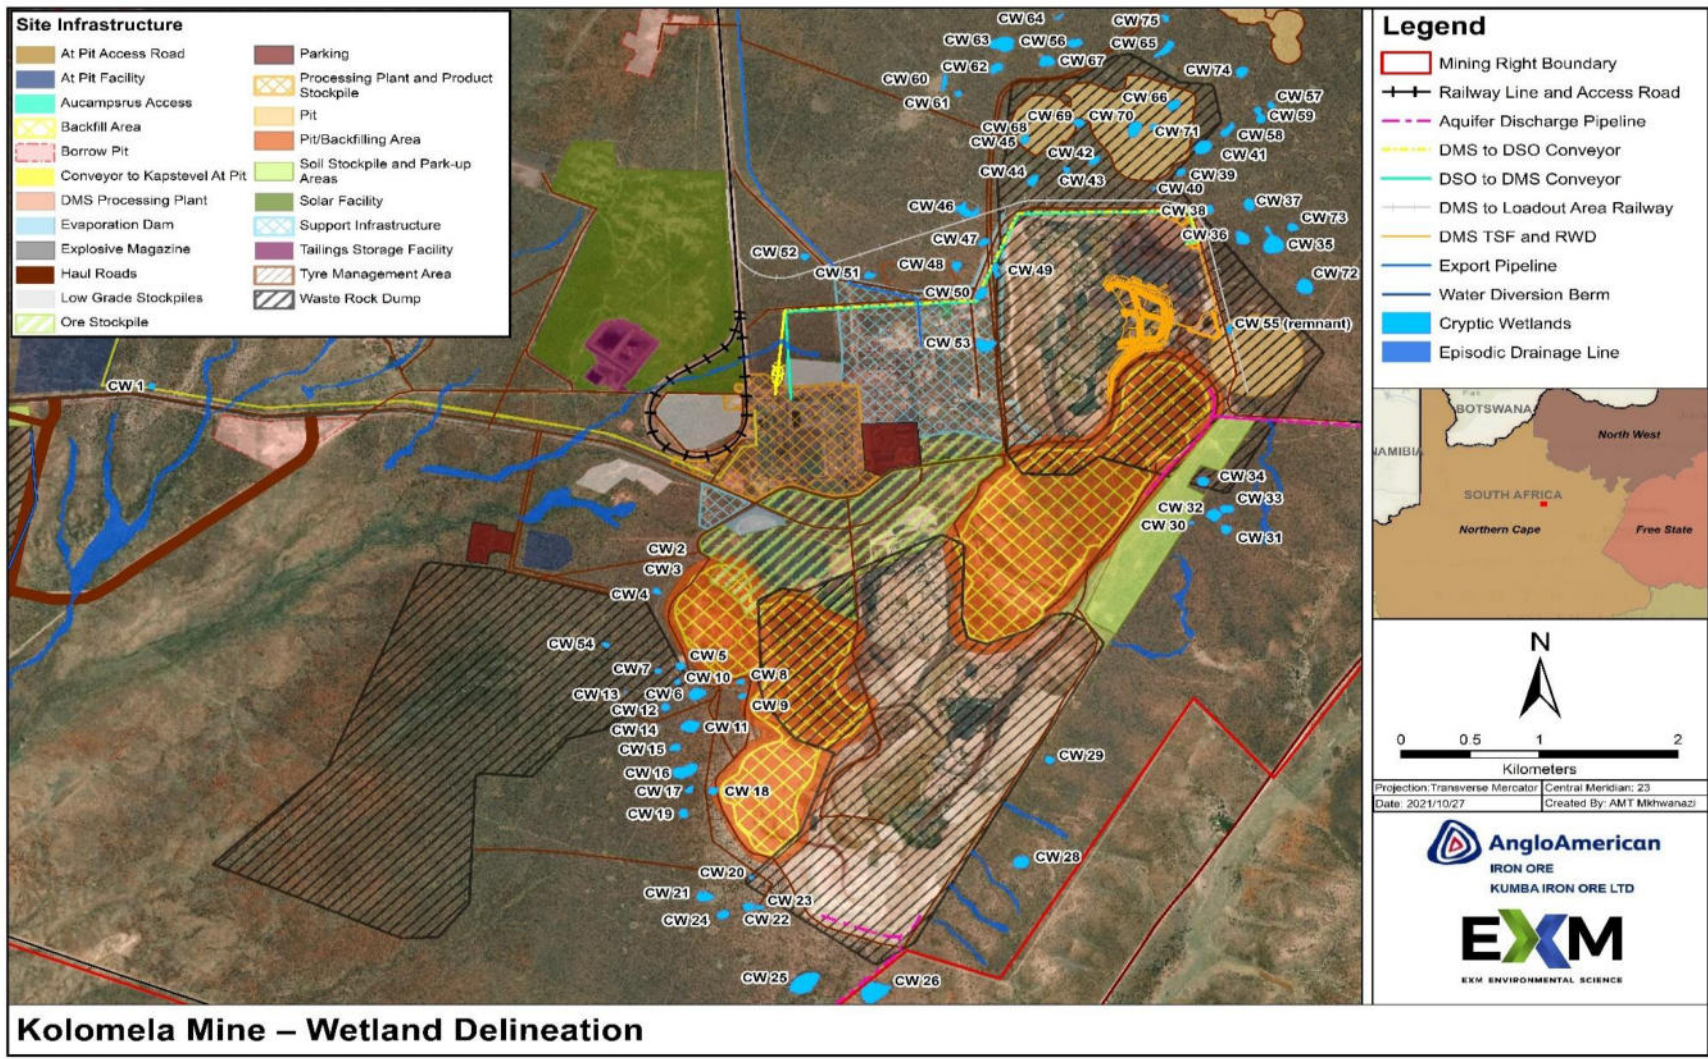 Site Infrastructure
At Pit Access Road
At Pit Facility
Aucampsrus Access
Backfill Area
Borrow Pit
Conveyor to Kapstevel At Pit
DMS Processing Plant
Evaporation Dam
Explosive Magazine
Haul Roads
Low Grade Stockpiles
Ore Stockpile
Parking
Processing Plant and Product
Stockpile
Pit
Pit/Backfilling Area
Soil Stockpile and Park-up
Areas
Solar Facility
Support Infrastructure
Tailings Storage Facility
Tyre Management Area
Waste Rock Dump
CW 64
CW 75
CW 63
CW 56
CW 65
CW 62
CW 67
CW 74
CW 60
CW 61
CW 66
CW 57
CW 59
CW 69
CW 70
CW 68
CW 71
CW 58
CW 45
CW 42
CW 41
CW 44
CW 43
CW 39
CW 40
CW 46
CW 38
CW 37
CW 73
CW 47
CW 36
CW 35
CW 52
CW 51
CW 48
CW 49
CW 72
CW 50
CW 55 (remnant)
CW 53
CW 1
CW 34
CW 33
CW 32
CW 30
CW 31
CW 2
CW 3
CW 4
CW 54
CW 5
CW 7
CW 10
CW 8
CW 13
CW 6
CW 12
CW 9
CW 14
CW 11
CW 15
CW 16
CW 17
CW 18
CW 19
CW 29
CW 28
CW 20
CW 21
CW 23
CW 24
CW 22
CW 25
CW 26
Legend
Mining Right Boundary
Railway Line and Access Road
Aquifer Discharge Pipeline
DMS to DSO Conveyor
DSO to DMS Conveyor
DMS to Loadout Area Railway
DMS TSF and RWD
Export Pipeline
Water Diversion Berm
Cryptic Wetlands
Episodic Drainage Line
BOTSWANA
North West
NAMIBIA
SOUTH AFRICA
Northern Cape
Free State
N
0 0.5 1 2
Kilometers
Projection: Transverse Mercator Central Meridian: 23
Date: 2021/10/27 Created By: AMT Mkhwanazi
AngloAmerican
IRON ORE
KUMBA IRON ORE LTD
EXM
EXM ENVIRONMENTAL SCIENCE
Kolomela Mine – Wetland Delineation